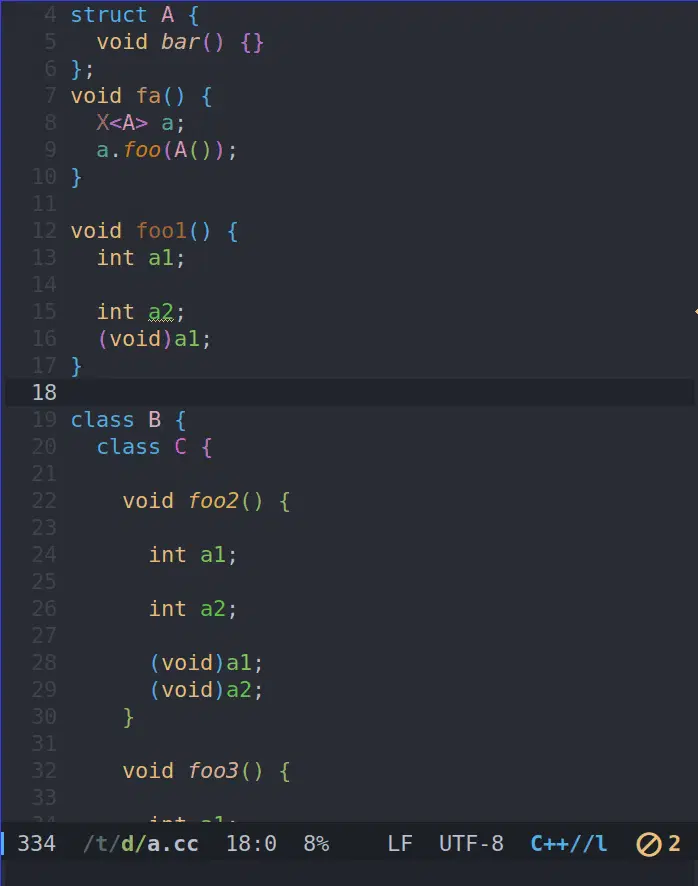 4 struct A {
5   void bar() {}
6 };
7 void fa() {
8   X<A> a;
9   a.foo(A());
10 }
11
12 void foo1() {
13   int a1;
14
15   int a2;
16   (void)a1;
17 }
18
19 class B {
20   class C {
21
22     void foo2() {
23
24       int a1;
25
26       int a2;
27
28       (void)a1;
29       (void)a2;
30     }
31
32     void foo3() {
33
34       int a1;
334 /t/d/a.cc 18:0 8% LF UTF-8 C++//l 2